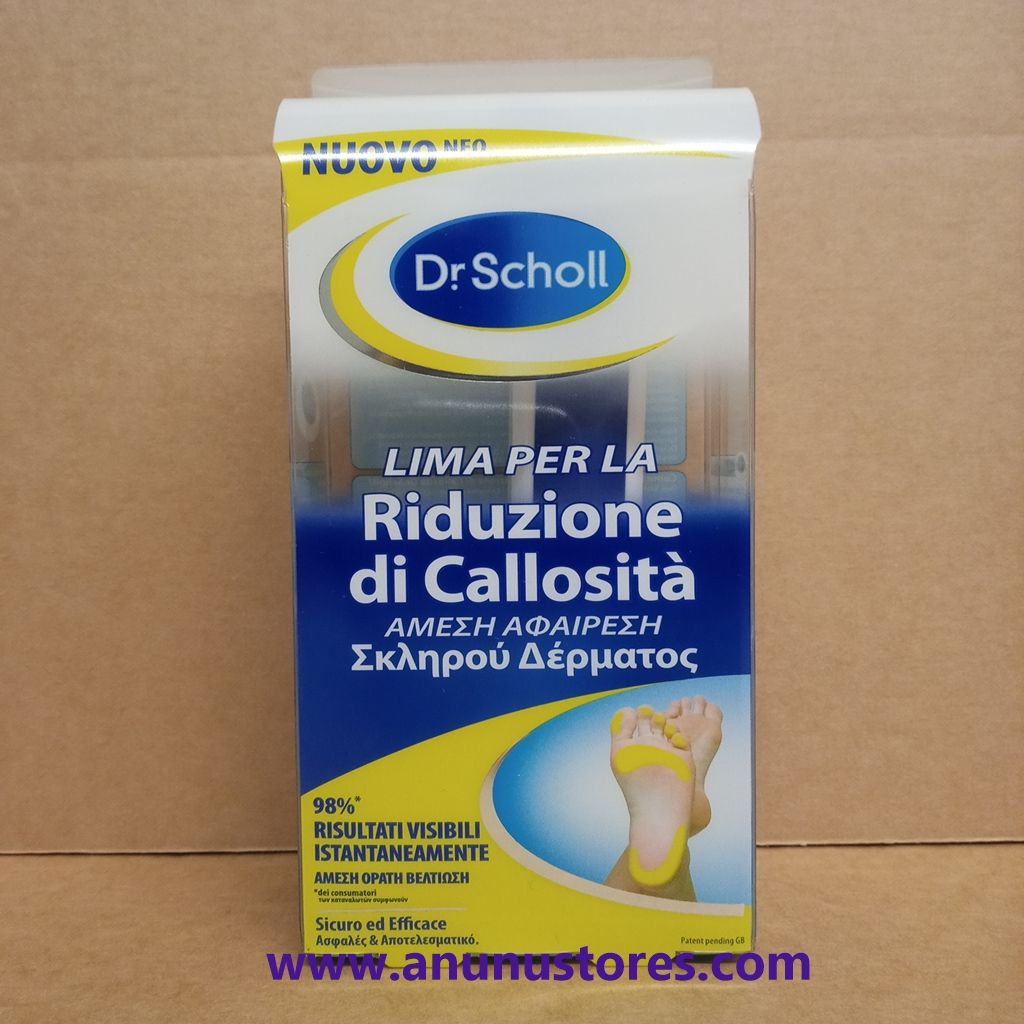 NUOVO NEO
Dr. Scholl
LIMA PER LA
Riduzione
di Callosità
ΑΜΕΣΗ ΑΦΑΙΡΕΣΗ
Σκληρού Δέρματος
98%*
RISULTATI VISIBILI
ISTANTANEAMENTE
ΑΜΕΣΗ ΟΡΑΤΗ ΒΕΛΤΙΩΣΗ
*dei consumatori
των καταναλωτών συμφωνούν
Sicuro ed Efficace
Ασφαλές & Αποτελεσματικό.
Patent pending GB
www.anunustores.com